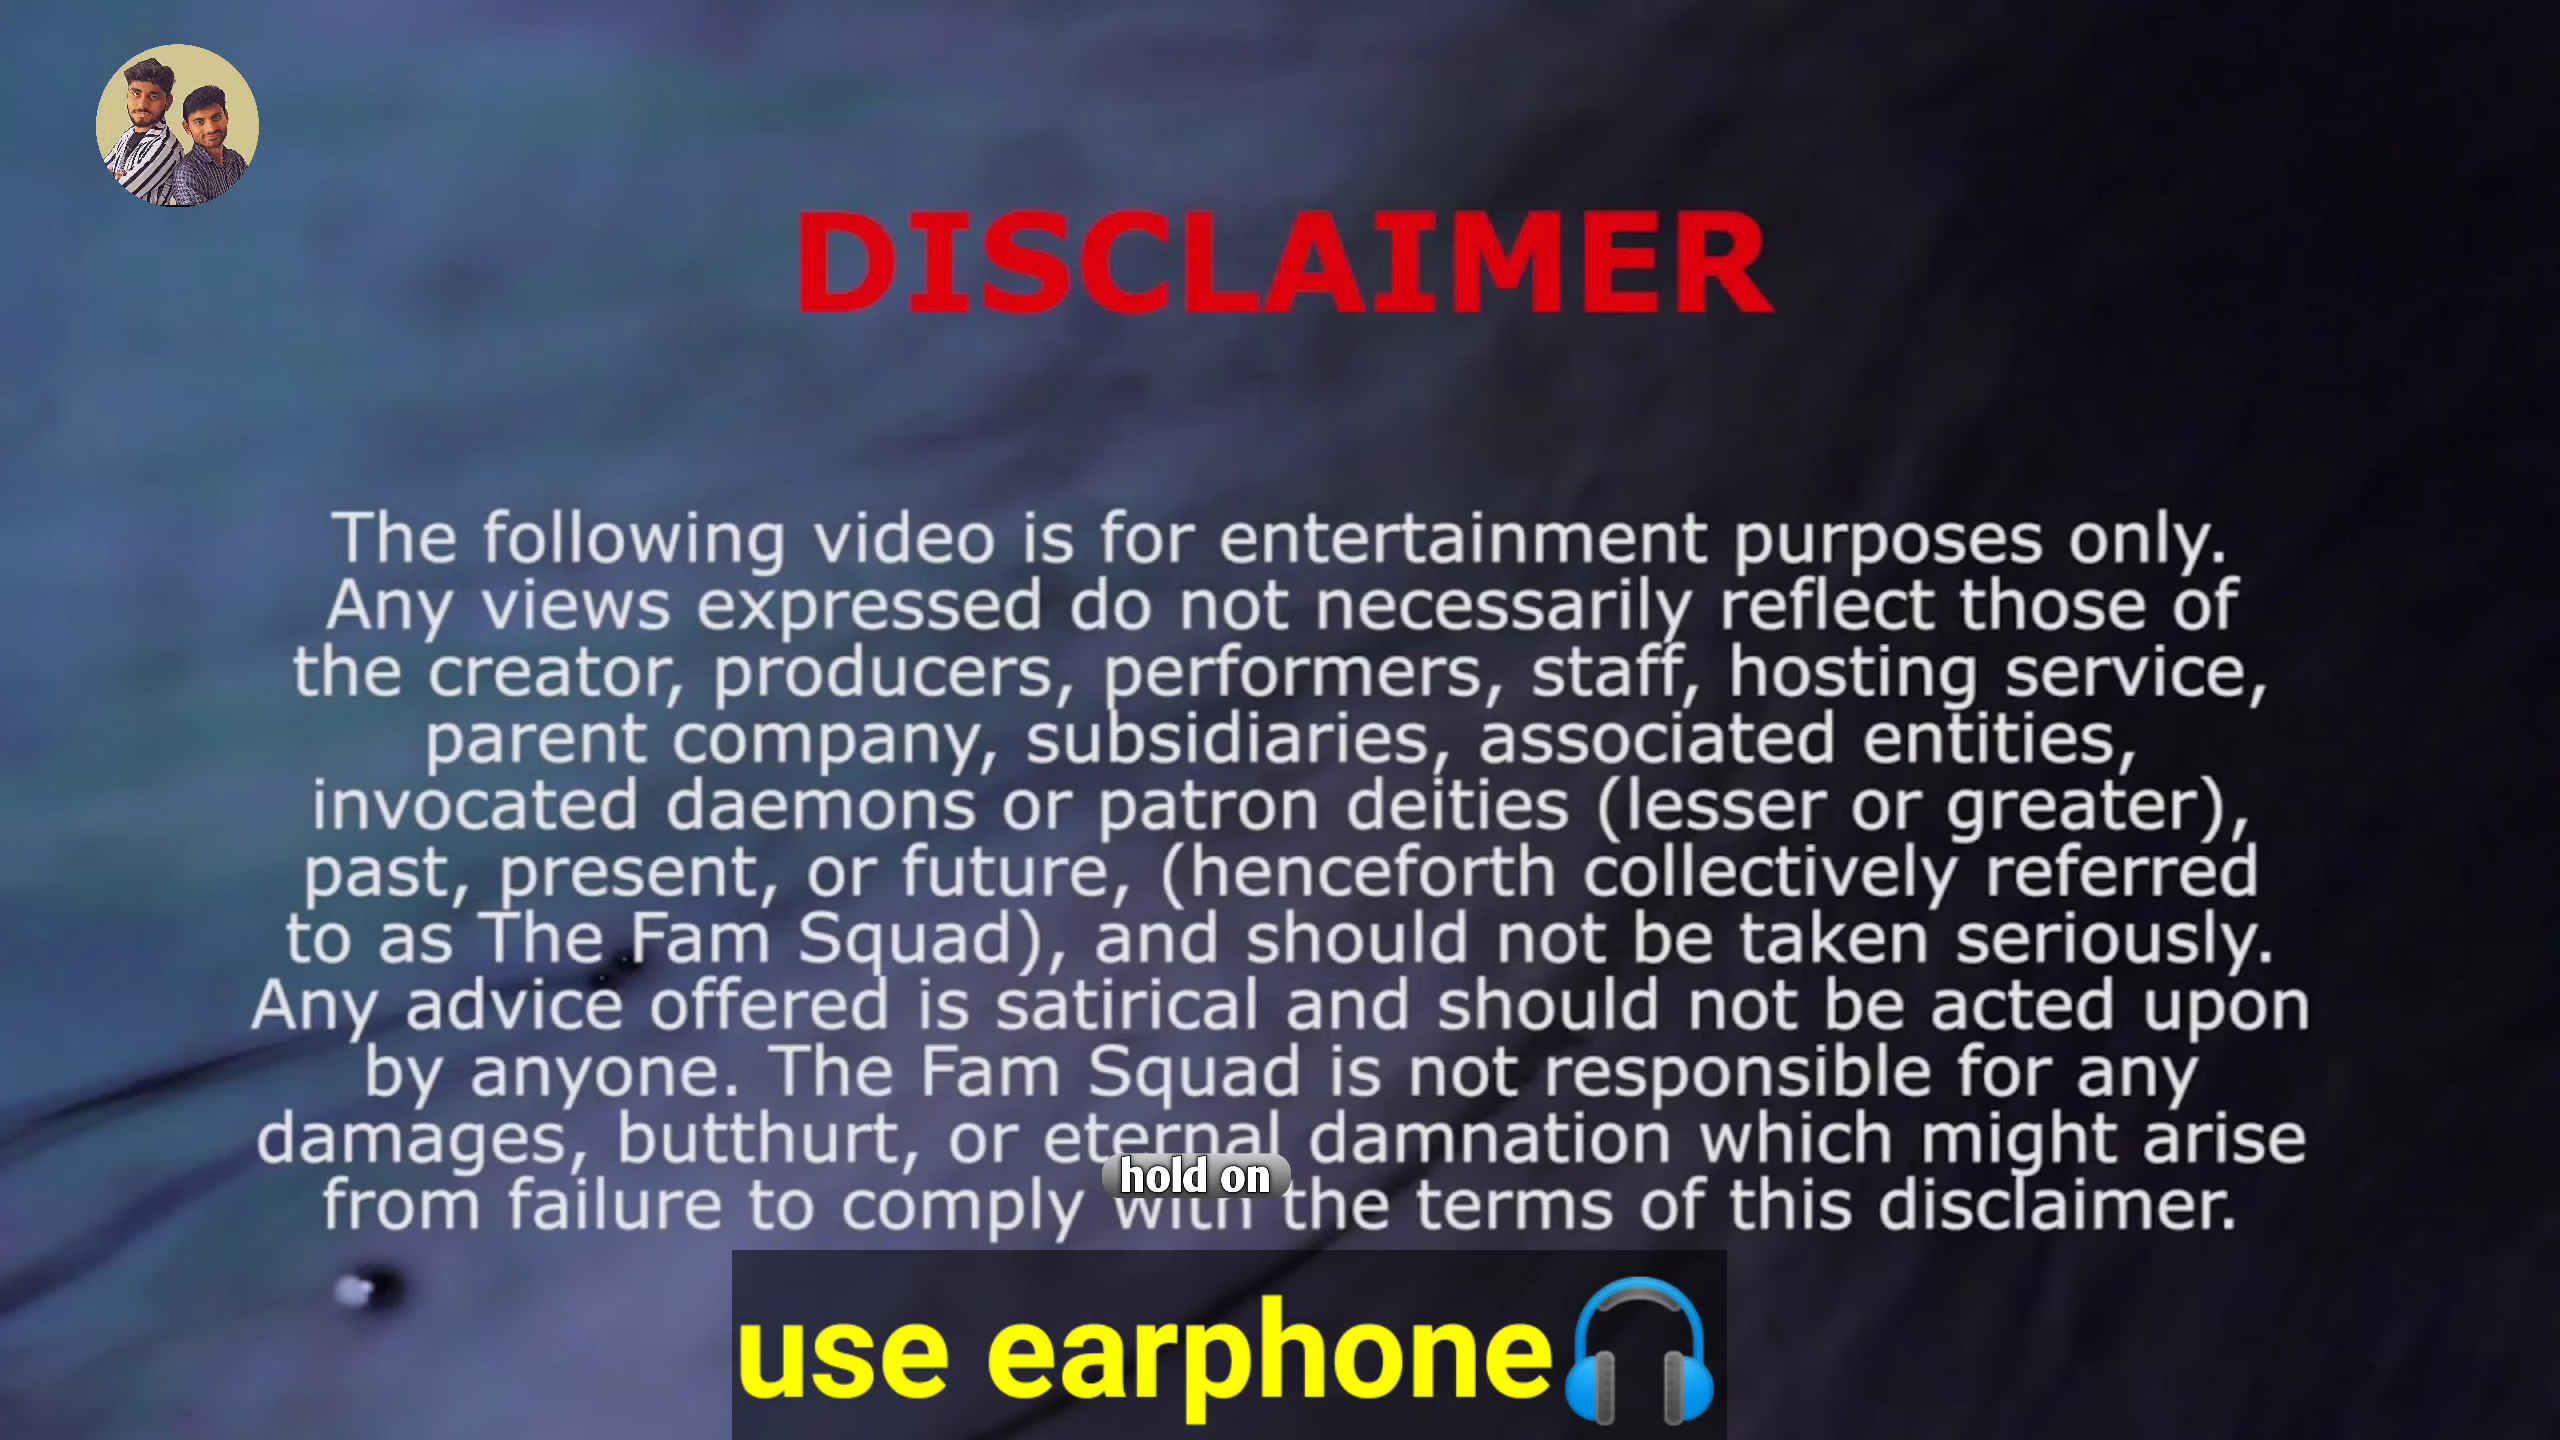 DISCLAIMER
The following video is for entertainment purposes only.
Any views expressed do not necessarily reflect those of
the creator, producers, performers, staff, hosting service,
parent company, subsidiaries, associated entities,
invocated daemons or patron deities (lesser or greater),
past, present, or future, (henceforth collectively referred
to as The Fam Squad), and should not be taken seriously.
Any advice offered is satirical and should not be acted upon
by anyone. The Fam Squad is not responsible for any
damages, butthurt, or eternal damnation which might arise
hold on
from failure to comply with the terms of this disclaimer.
use earphone🎧